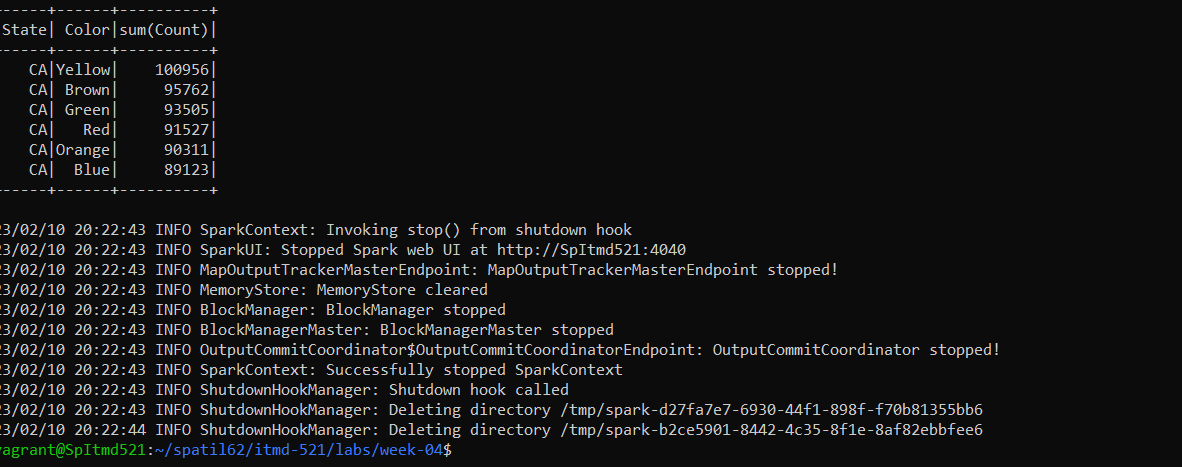 ------+------+----------+
State| Color|sum(Count)|
------+------+----------+
CA|Yellow|    100956|
CA| Brown|     95762|
CA| Green|     93505|
CA|   Red|     91527|
CA|Orange|     90311|
CA|  Blue|     89123|
------+------+----------+
23/02/10 20:22:43 INFO SparkContext: Invoking stop() from shutdown hook
23/02/10 20:22:43 INFO SparkUI: Stopped Spark web UI at http://SpItmd521:4040
23/02/10 20:22:43 INFO MapOutputTrackerMasterEndpoint: MapOutputTrackerMasterEndpoint stopped!
23/02/10 20:22:43 INFO MemoryStore: MemoryStore cleared
23/02/10 20:22:43 INFO BlockManager: BlockManager stopped
23/02/10 20:22:43 INFO BlockManagerMaster: BlockManagerMaster stopped
23/02/10 20:22:43 INFO OutputCommitCoordinator$OutputCommitCoordinatorEndpoint: OutputCommitCoordinator stopped!
23/02/10 20:22:43 INFO SparkContext: Successfully stopped SparkContext
23/02/10 20:22:43 INFO ShutdownHookManager: Shutdown hook called
23/02/10 20:22:43 INFO ShutdownHookManager: Deleting directory /tmp/spark-d27fa7e7-6930-44f1-898f-f70b81355bb6
23/02/10 20:22:44 INFO ShutdownHookManager: Deleting directory /tmp/spark-b2ce5901-8442-4c35-8f1e-8af82ebbfee6
vagrant@SpItmd521:~/spatil62/itmd-521/labs/week-04$